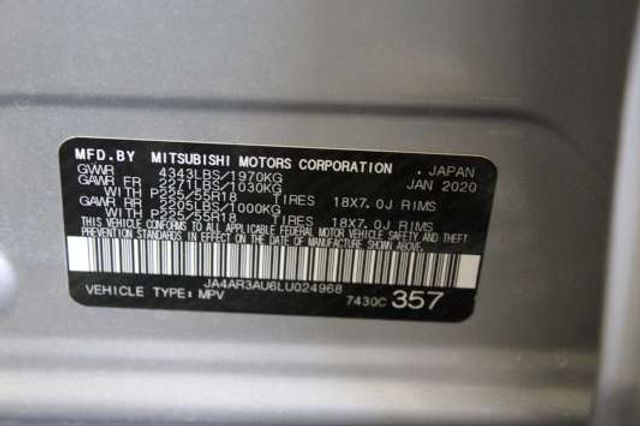 MFD.BY MITSUBISHI MOTORS CORPORATION . JAPAN
GVWR 4343LBS/1970KG JAN 2020
GAWR FR 2271LBS/1030KG
WITH P225/55R18 TIRES 18X7.0J RIMS
GAWR RR 2205LBS/1000KG
WITH P225/55R18 TIRES 18X7.0J RIMS
THIS VEHICLE CONFORMS TO ALL APPLICABLE FEDERAL MOTOR VEHICLE SAFETY AND THEFT
PREVENTION STANDARDS IN EFFECT ON THE DATE OF MANUFACTURE SHOWN ABOVE.
JA4AR3AU6LU024968
VEHICLE TYPE: MPV 7430C 357